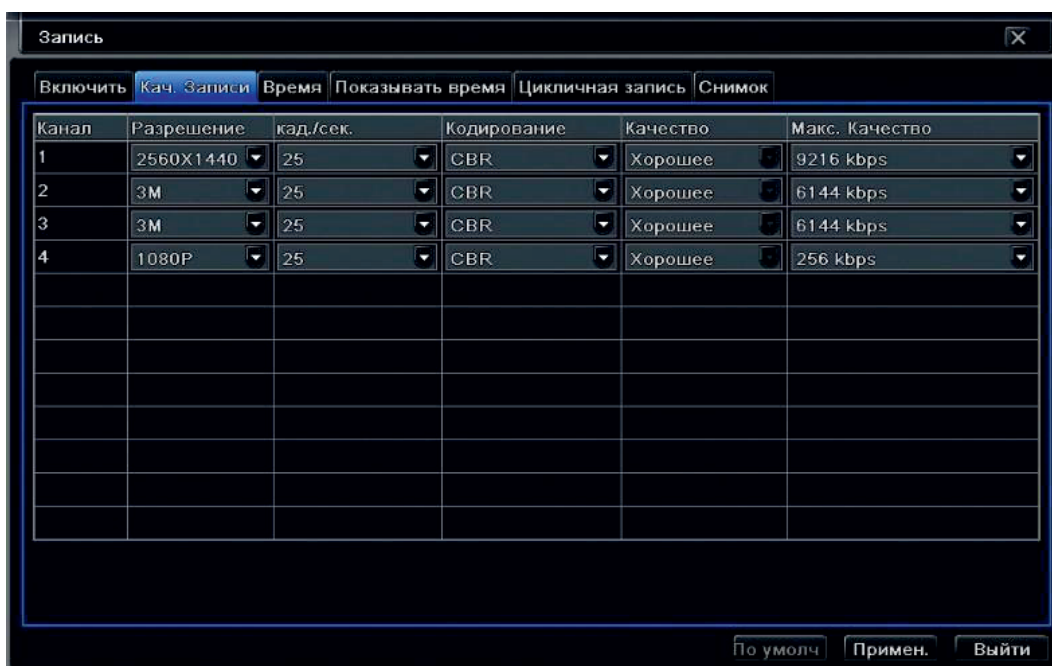 Запись
Включить Кач. Записи Время Показывать время Цикличная запись Снимок
Канал Разрешение кад./сек. Кодирование Качество Макс. Качество
1 2560X1440 25 CBR Хорошее 9216 kbps
2 3M 25 CBR Хорошее 6144 kbps
3 3M 25 CBR Хорошее 6144 kbps
4 1080P 25 CBR Хорошее 256 kbps
По умолч Примен. Выйти